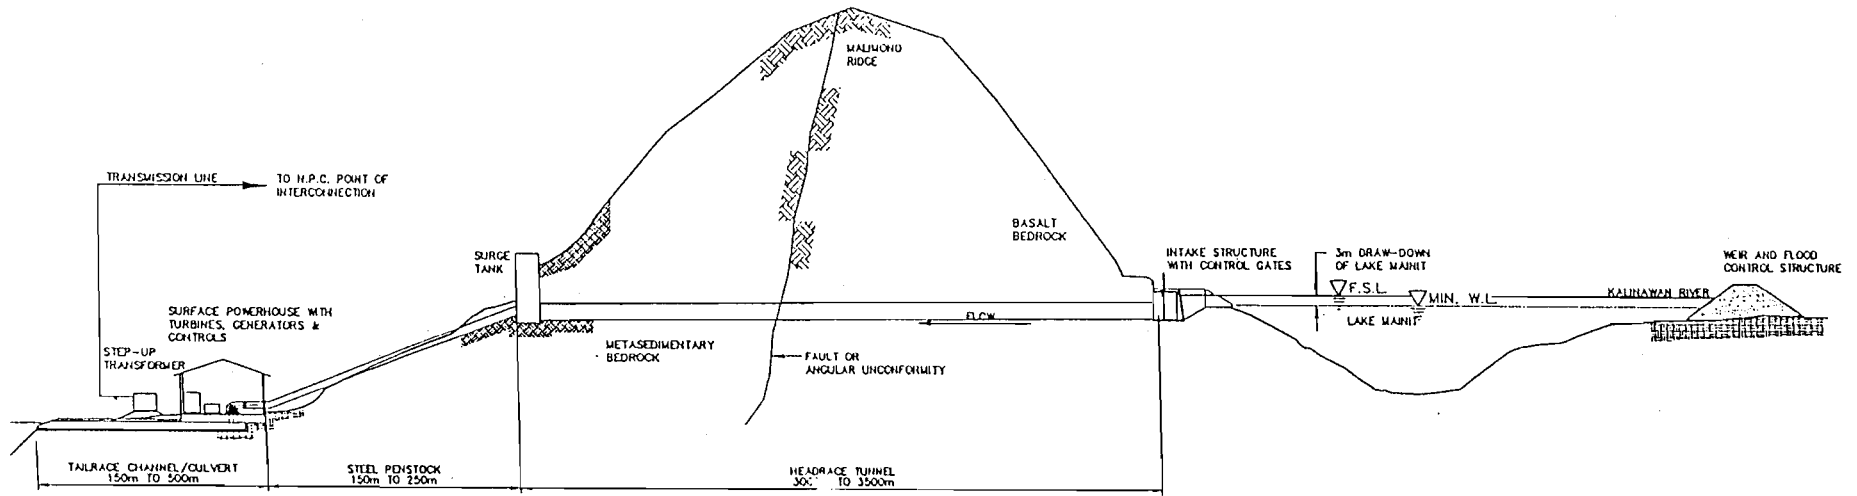 MALIMONO
RIDGE
TRANSMISSION LINE
TO N.P.C. POINT OF
INTERCONNECTION
BASALT
BEDROCK
SURGE
TANK
INTAKE STRUCTURE
WITH CONTROL GATES
3m DRAW-DOWN
OF LAKE MAINIT
WEIR AND FLOOD
CONTROL STRUCTURE
F.S.L.
MIN. W.L.
KALINAWAN RIVER
LAKE MAINIT
SURFACE POWERHOUSE WITH
TURBINES, GENERATORS &
CONTROLS
FLOW
METASEDIMENTARY
BEDROCK
STEP-UP
TRANSFORMER
FAULT OR
ANGULAR UNCONFORMITY
TAILRACE CHANNEL/CULVERT
150m TO 500m
STEEL PENSTOCK
150m TO 250m
HEADRACE TUNNEL
TO 3500m